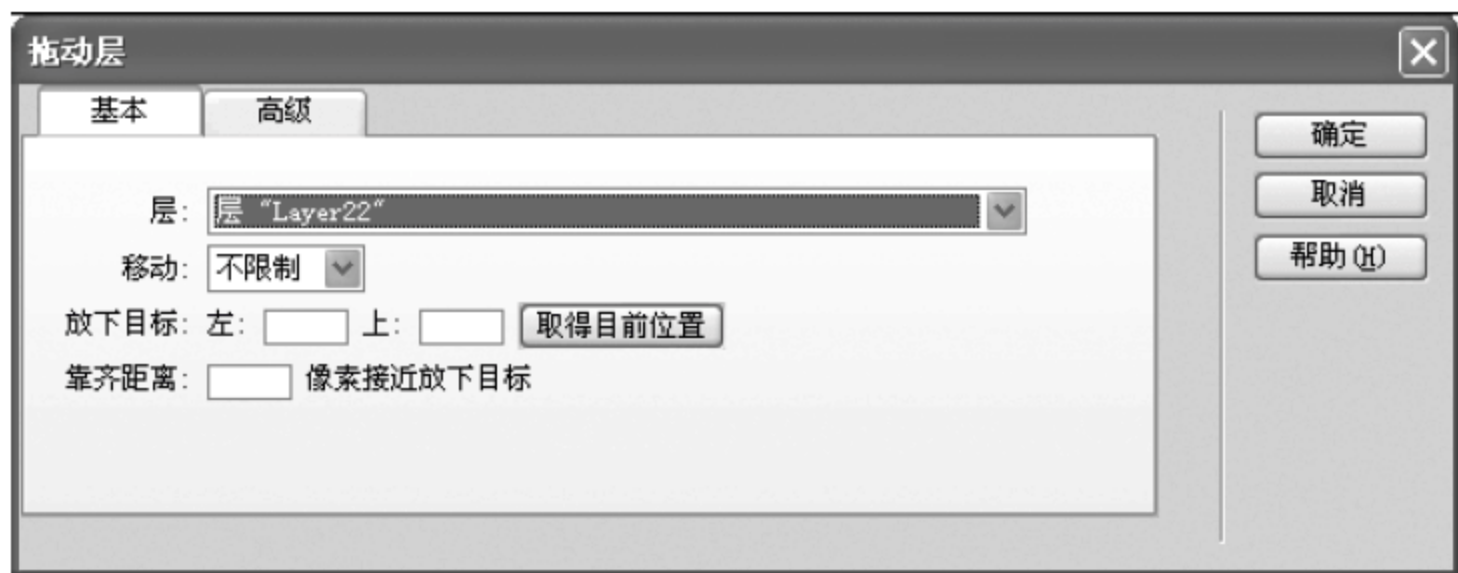 拖动层
基本 高级
确定
层: 层 "Layer22"
取消
移动: 不限制
帮助(H)
放下目标: 左: 上: 取得目前位置
靠齐距离: 像素接近放下目标